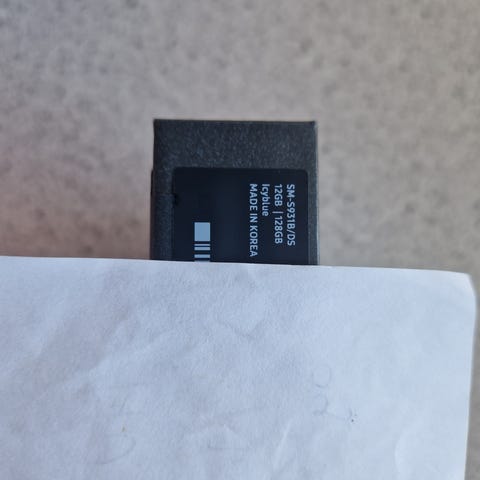 SM-S931B/DS
12GB | 128GB
Icyblue
MADE IN KOREA